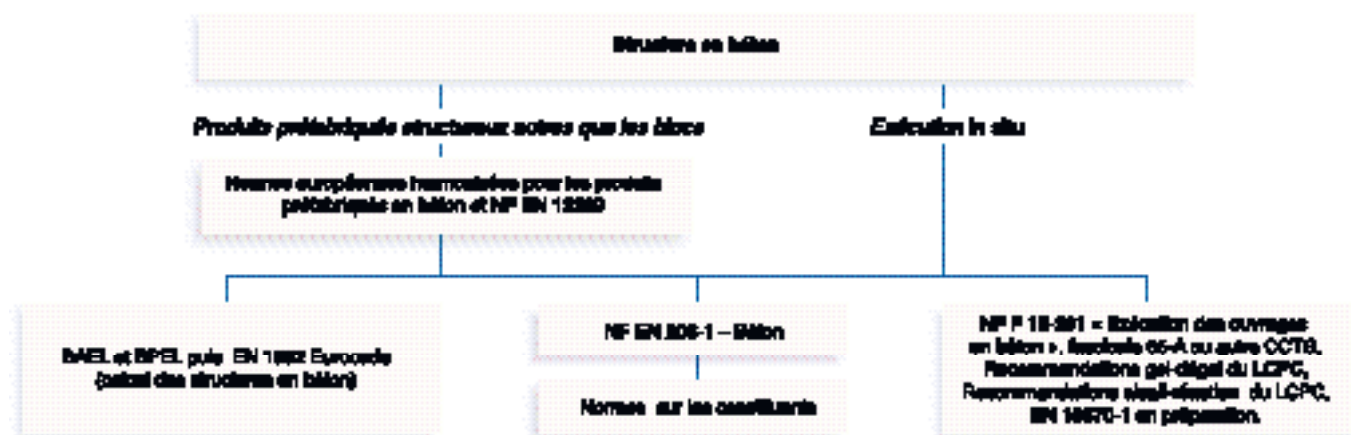 Structure en béton
Produits préfabriqués structuraux autres que les blocs
Exécution in situ
Normes européennes harmonisées pour les produits
préfabriqués en béton et NF EN
BAEL et BPEL puis EN 1992 Eurocode
(calcul des structures en béton)
NF EN 206-1 – Béton
Normes sur les constituants
NF P 18-201 « Exécution des ouvrages
en béton », fascicule 65-A ou autre CCTG,
Recommandations gel-dégel du LCPC,
Recommandations alcali-réaction du LCPC,
EN 13670-1 en préparation.